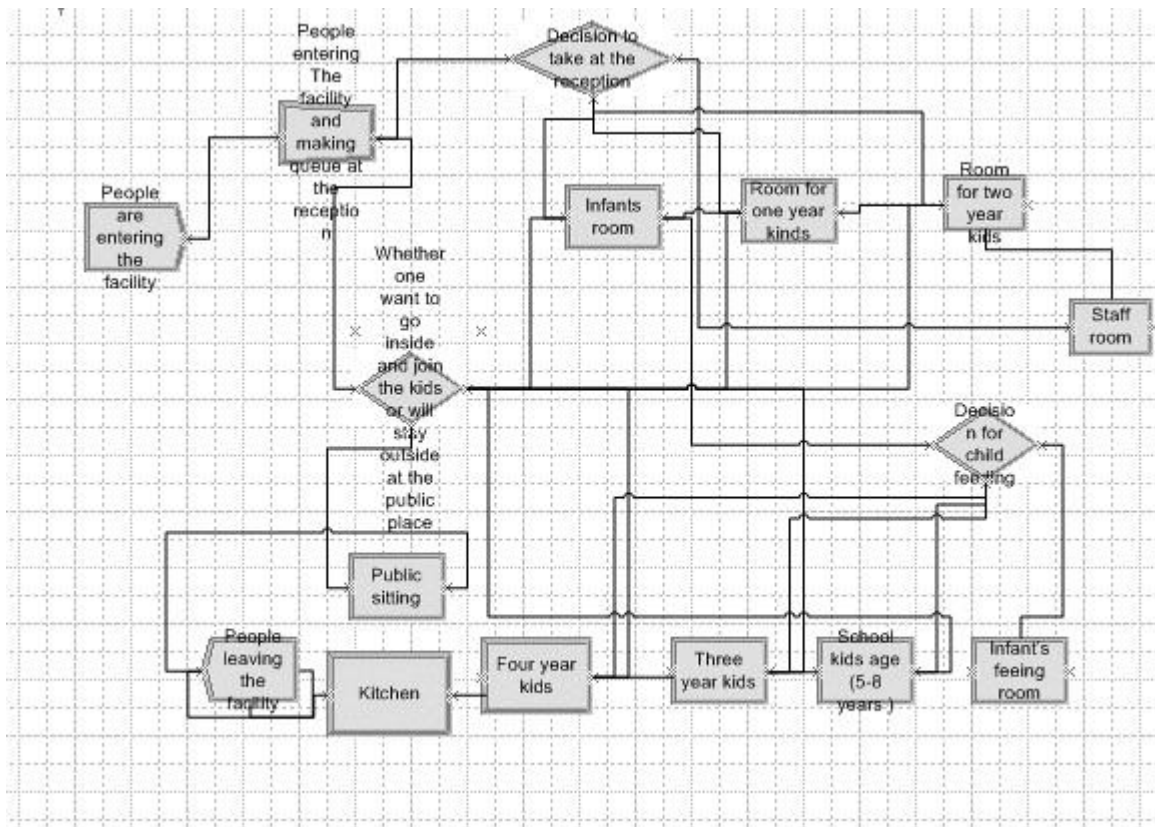 People
entering
The
facility
and
making
queue at
the
receptio
n
Decision to
take at the
reception
People
are
entering
the
facility
Infants
room
Room for
one year
kinds
Room
for two
year
kids
Staff
room
Whether
one
want to
go
inside
and join
the kids
or will
stay
outside
at the
public
place
Decisio
n for
child
feeding
Public
sitting
People
leaving
the
facility
Kitchen
Four year
kids
Three
year kids
School
kids age
(5-8
years )
Infant's
feeing
room